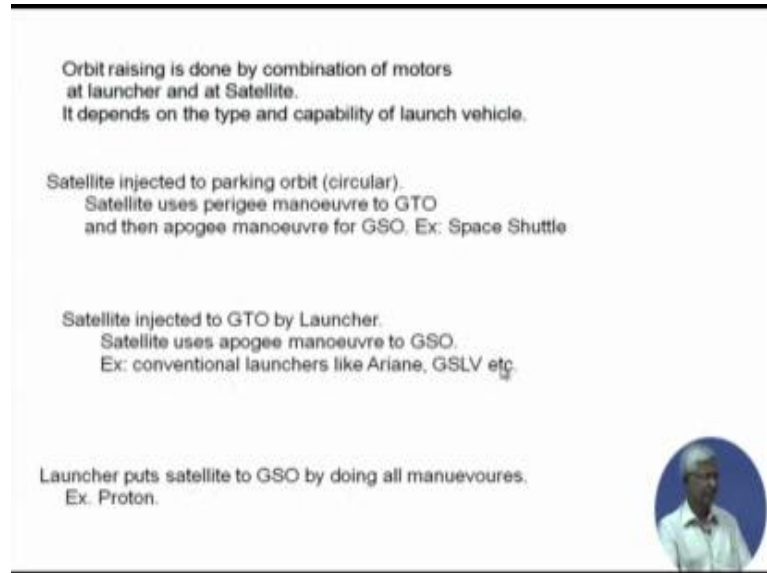 Orbit raising is done by combination of motors
at launcher and at Satellite.
It depends on the type and capability of launch vehicle.
Satellite injected to parking orbit (circular).
Satellite uses perigee manoeuvre to GTO
and then apogee manoeuvre for GSO. Ex: Space Shuttle
Satellite injected to GTO by Launcher.
Satellite uses apogee manoeuvre to GSO.
Ex: conventional launchers like Ariane, GSLV etc.
Launcher puts satellite to GSO by doing all manuevoures.
Ex. Proton.